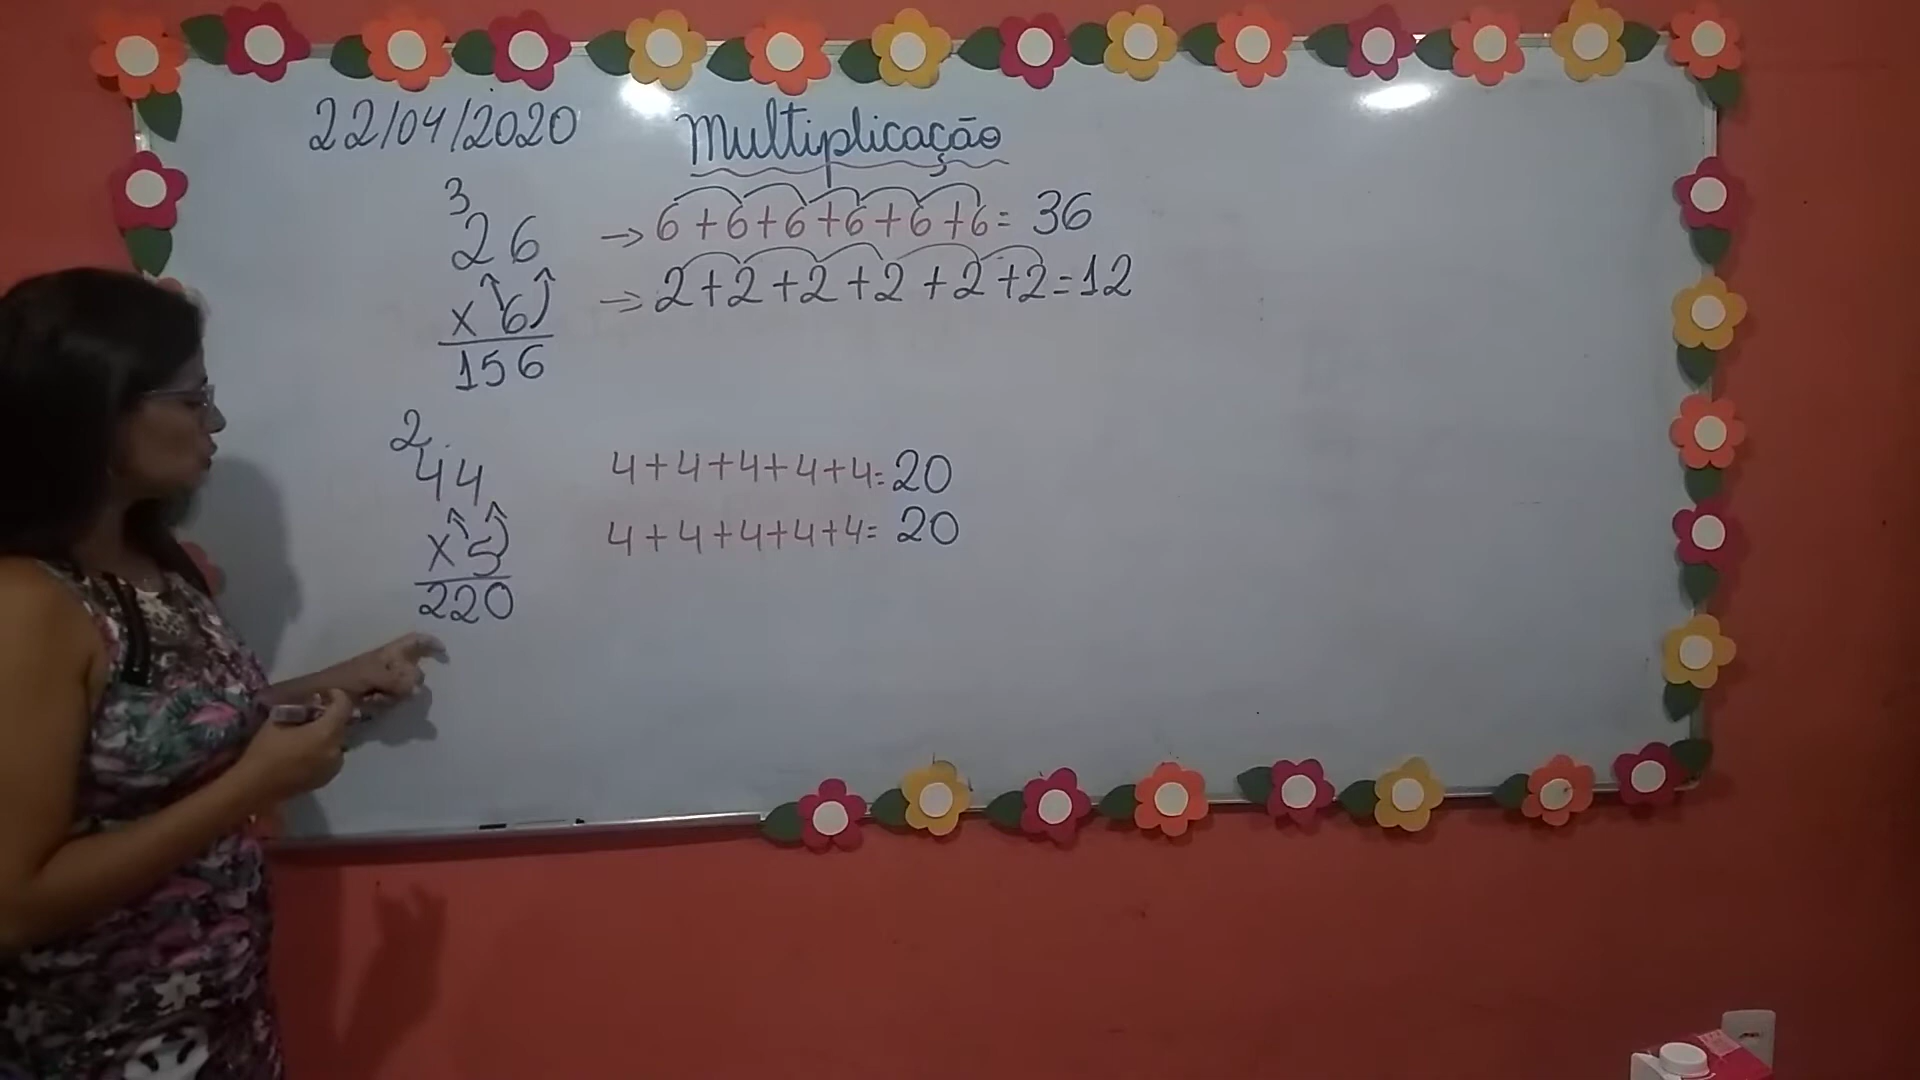 22/04/2020 Multiplicação
3
26 → 6+6+6+6+6+6= 36
x 6 → 2+2+2+2+2+2=12
156
2
44 4+4+4+4+4= 20
x 5 4+4+4+4+4= 20
220